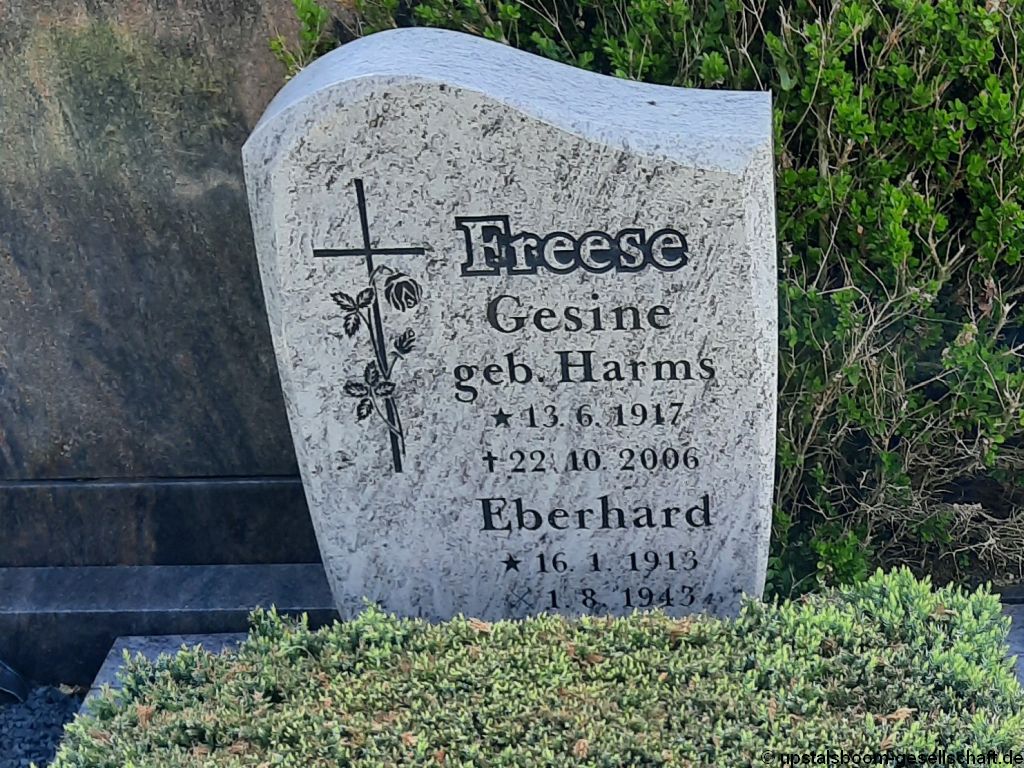 Freese
Gesine
geb. Harms
★ 13. 6. 1917
✝ 22. 10. 2006
Eberhard
★ 16. 1. 1913
⚔ 1. 8. 1943
© upstalsboom-gesellschaft.de